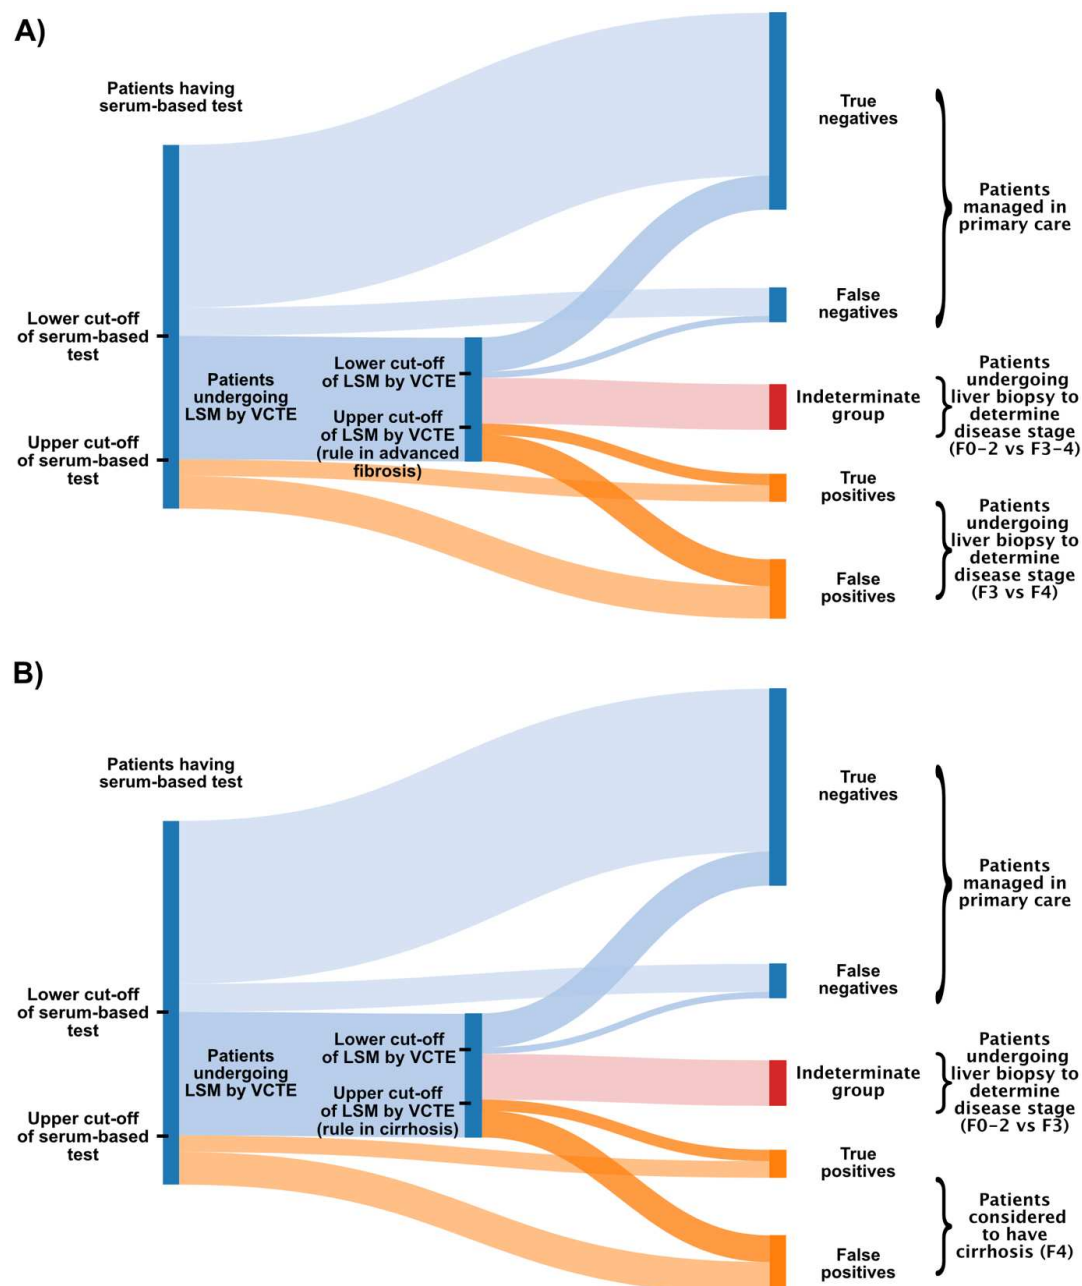 A)
Patients having
serum-based test
Lower cut-off
of serum-based
test
Upper cut-off
of serum-based
test
Patients
undergoing
LSM by VCTE
Lower cut-off
of LSM by VCTE
Upper cut-off
of LSM by VCTE
(rule in advanced
fibrosis)
True
negatives
False
negatives
Indeterminate
group
True
positives
False
positives
Patients
managed in
primary care
Patients
undergoing
liver biopsy to
determine
disease stage
(F0-2 vs F3-4)
Patients
undergoing
liver biopsy to
determine
disease stage
(F3 vs F4)
B)
Patients having
serum-based test
Lower cut-off
of serum-based
test
Upper cut-off
of serum-based
test
Patients
undergoing
LSM by VCTE
Lower cut-off
of LSM by VCTE
Upper cut-off
of LSM by VCTE
(rule in cirrhosis)
True
negatives
False
negatives
Indeterminate
group
True
positives
False
positives
Patients
managed in
primary care
Patients
undergoing
liver biopsy to
determine
disease stage
(F0-2 vs F3)
Patients
considered
to have
cirrhosis (F4)